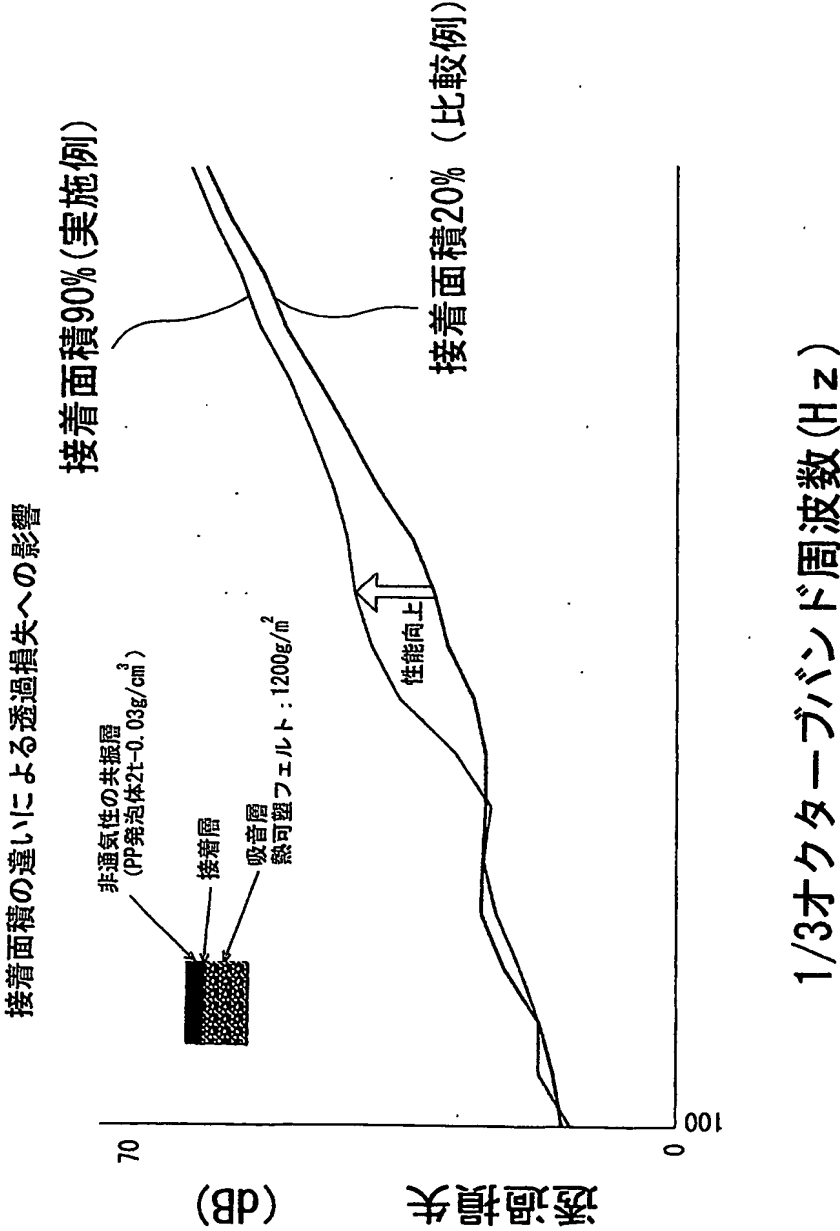 接着面積の違いによる透過損失への影響
接着面積90%(実施例)
接着面積20% (比較例)
非通気性の共振層
(PP発泡体2t-0.03g/cm³)
接着層
吸音層
熱可塑フェルト:1200g/m²
性能向上
70
0
100
透過損失
(dB)
1/3オクターブバンド周波数(Hz)